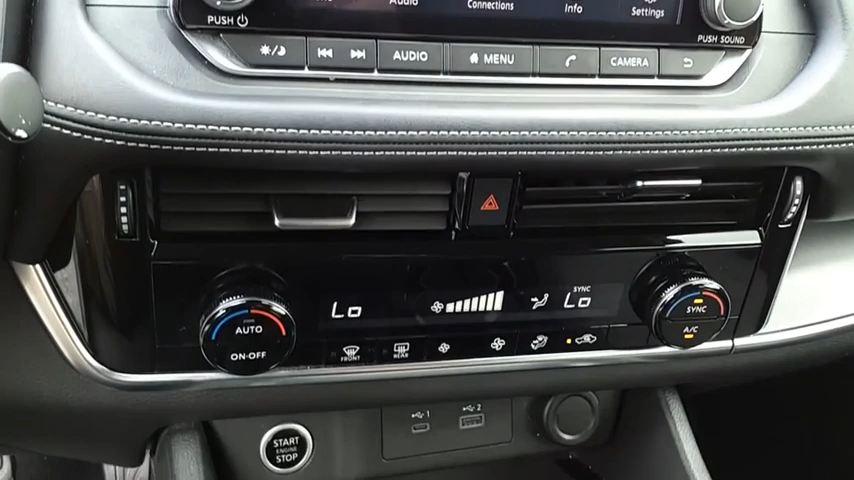 Audio
Connections
Info
Settings
PUSH
PUSH SOUND
AUDIO
MENU
CAMERA
Lo
SYNC
Lo
AUTO
ON·OFF
FRONT
REAR
SYNC
A/C
1
2
START
ENGINE
STOP